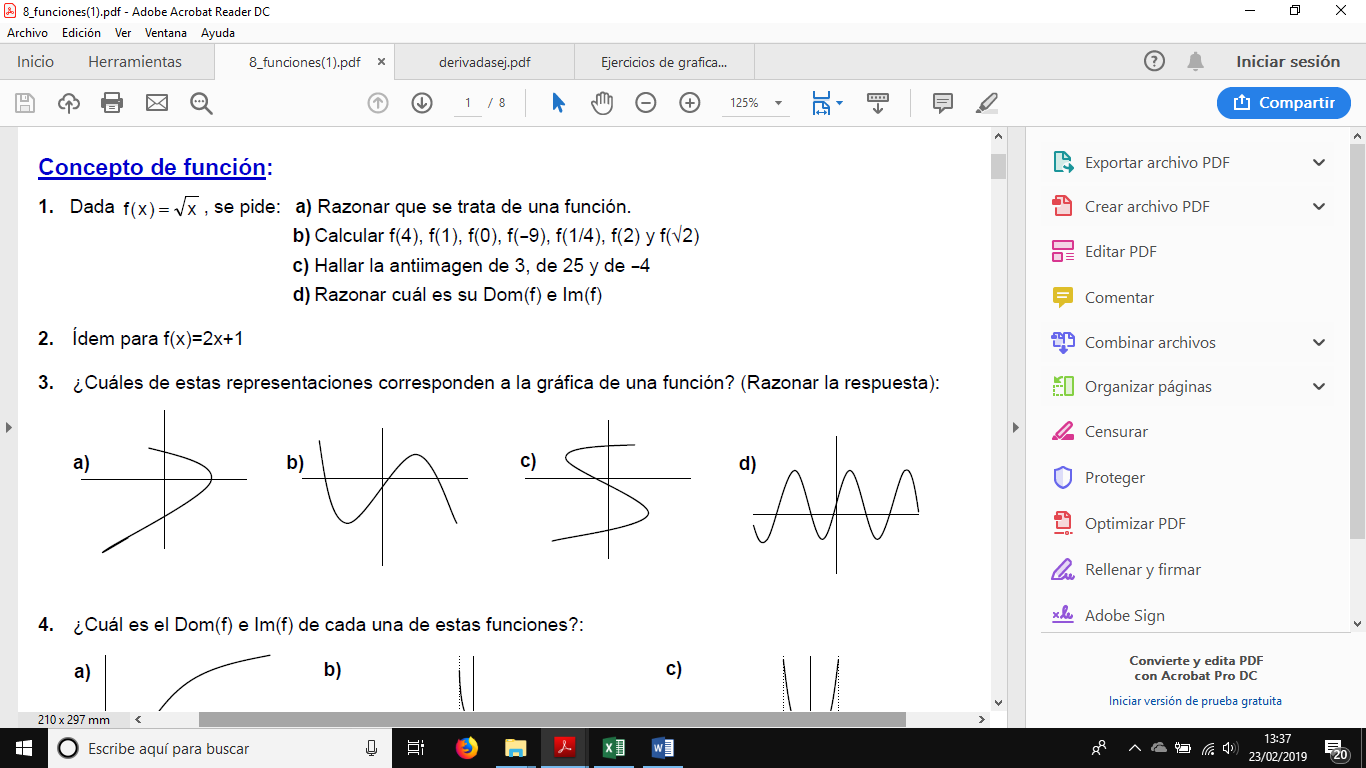 8_funciones(1).pdf - Adobe Acrobat Reader DC
Archivo Edición Ver Ventana Ayuda
Inicio Herramientas 8_funciones(1).pdf × derivadasej.pdf Ejercicios de grafica... ? Iniciar sesión
1 / 8 125% Compartir
Concepto de función:
1. Dada f(x)=√x , se pide: a) Razonar que se trata de una función.
b) Calcular f(4), f(1), f(0), f(–9), f(1/4), f(2) y f(√2)
c) Hallar la antiimagen de 3, de 25 y de –4
d) Razonar cuál es su Dom(f) e Im(f)
2. Ídem para f(x)=2x+1
3. ¿Cuáles de estas representaciones corresponden a la gráfica de una función? (Razonar la respuesta):
a) b) c) d)
4. ¿Cuál es el Dom(f) e Im(f) de cada una de estas funciones?:
a) b) c)
210 x 297 mm
Exportar archivo PDF
Crear archivo PDF
Editar PDF
Comentar
Combinar archivos
Organizar páginas
Censurar
Proteger
Optimizar PDF
Rellenar y firmar
Adobe Sign
Convierte y edita PDF
con Acrobat Pro DC
Iniciar versión de prueba gratuita
Escribe aquí para buscar
13:37
23/02/2019
20